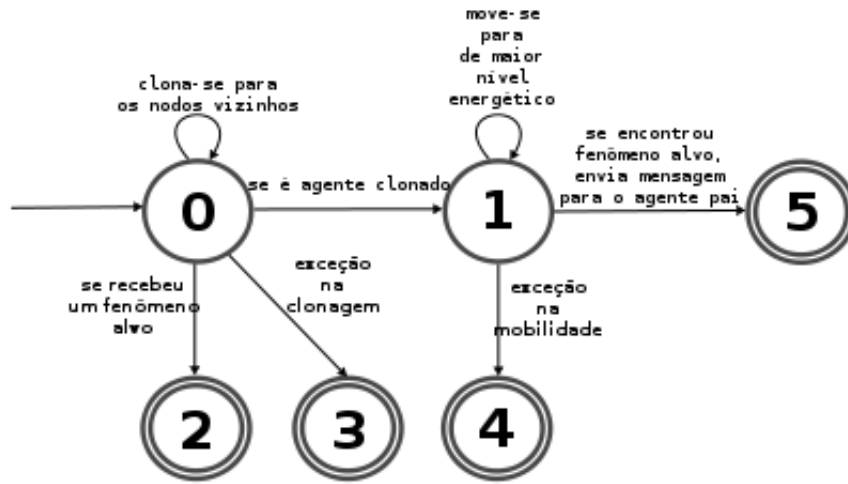 move-se
para
de maior
nível
energético
clona-se para
os nodos vizinhos
se encontrou
fenômeno alvo,
envia mensagem
para o agente pai
se é agente clonado
0
1
5
se recebeu
um fenômeno
alvo
exceção
na
clonagem
exceção
na
mobilidade
2
3
4